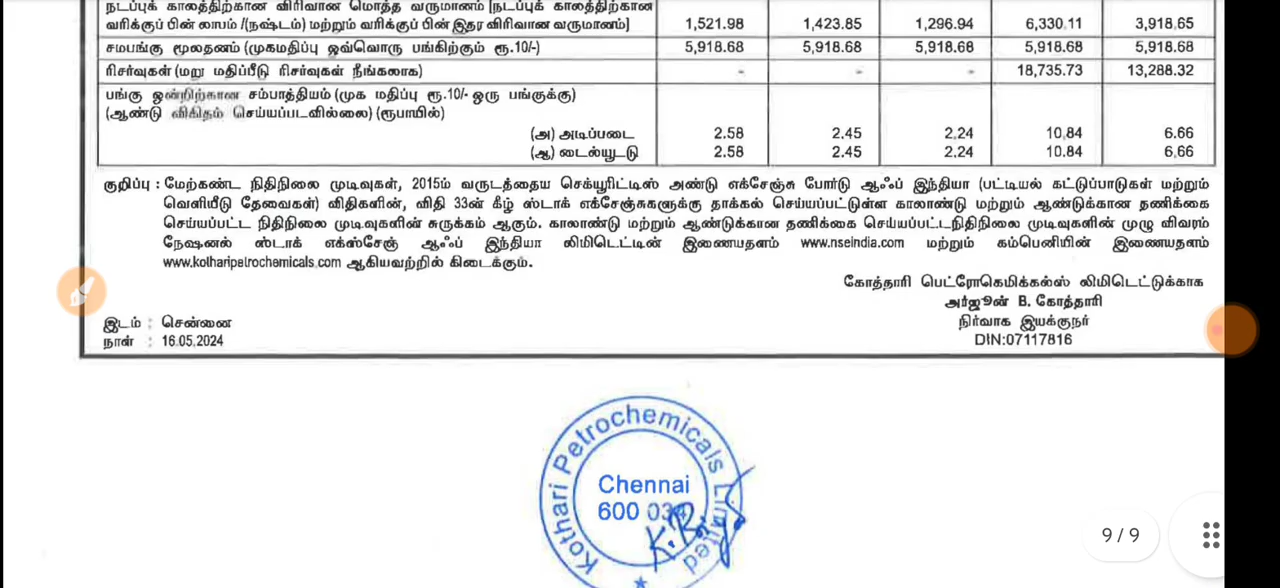 நடப்புக் காலத்திற்கான விரிவான மொத்த வருமானம் [நடப்புக் காலத்திற்கான
வரிக்குப் பின் லாபம் /(நஷ்டம்) மற்றும் வரிக்குப் பின் இதர விரிவான வருமானம்] 1,521.98 1,423.85 1,296.94 6,330.11 3,918.65
சமபங்கு மூலதனம் (முகமதிப்பு ஒவ்வொரு பங்கிற்கும் ரூ.10/-) 5,918.68 5,918.68 5,918.68 5,918.68 5,918.68
ரிசர்வுகள் (மறு மதிப்பீடு ரிசர்வுகள் நீங்கலாக) - - - 18,735.73 13,288.32
பங்கு ஒன்றிற்கான சம்பாத்தியம் (முக மதிப்பு ரூ.10/- ஒரு பங்குக்கு)
(ஆண்டு விகிதம் செய்யப்படவில்லை) (ரூபாயில்)
(அ) அடிப்படை 2.58 2.45 2.24 10.84 6.66
(ஆ) டைல்யூட்டு 2.58 2.45 2.24 10.84 6.66
குறிப்பு : மேற்கண்ட நிதிநிலை முடிவுகள், 2015ம் வருடத்தைய செக்யூரிட்டிஸ் அண்டு எக்சேஞ்சு போர்டு ஆஃப் இந்தியா (பட்டியல் கட்டுப்பாடுகள் மற்றும்
வெளியீடு தேவைகள்) விதிகளின், விதி 33ன் கீழ் ஸ்டாக் எக்சேஞ்சுகளுக்கு தாக்கல் செய்யப்பட்டுள்ள காலாண்டு மற்றும் ஆண்டுக்கான தணிக்கை
செய்யப்பட்ட நிதிநிலை முடிவுகளின் சுருக்கம் ஆகும். காலாண்டு மற்றும் ஆண்டுக்கான தணிக்கை செய்யப்பட்ட நிதிநிலை முடிவுகளின் முழு விவரம்
நேஷனல் ஸ்டாக் எக்ஸ்சேஞ் ஆஃப் இந்தியா லிமிடெட்டின் இணையதளம் www.nseindia.com மற்றும் கம்பெனியின் இணையதளம்
www.kotharipetrochemicals.com ஆகியவற்றில் கிடைக்கும்.
கோத்தாரி பெட்ரோகெமிக்கல்ஸ் லிமிடெட்டுக்காக
அர்ஜுன் B. கோத்தாரி
இடம் : சென்னை நிர்வாக இயக்குநர்
நாள் : 16.05.2024 DIN:07117816
Kothari Petrochemicals Limited
Chennai
600 034
9/9